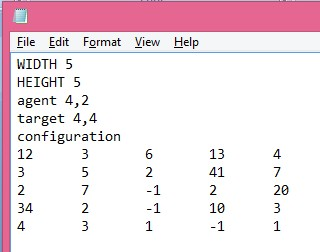 File Edit Format View Help
WIDTH 5
HEIGHT 5
agent 4,2
target 4,4
configuration
12 3 6 13 4
3 5 2 41 7
2 7 -1 2 20
34 2 -1 10 3
4 3 1 -1 1